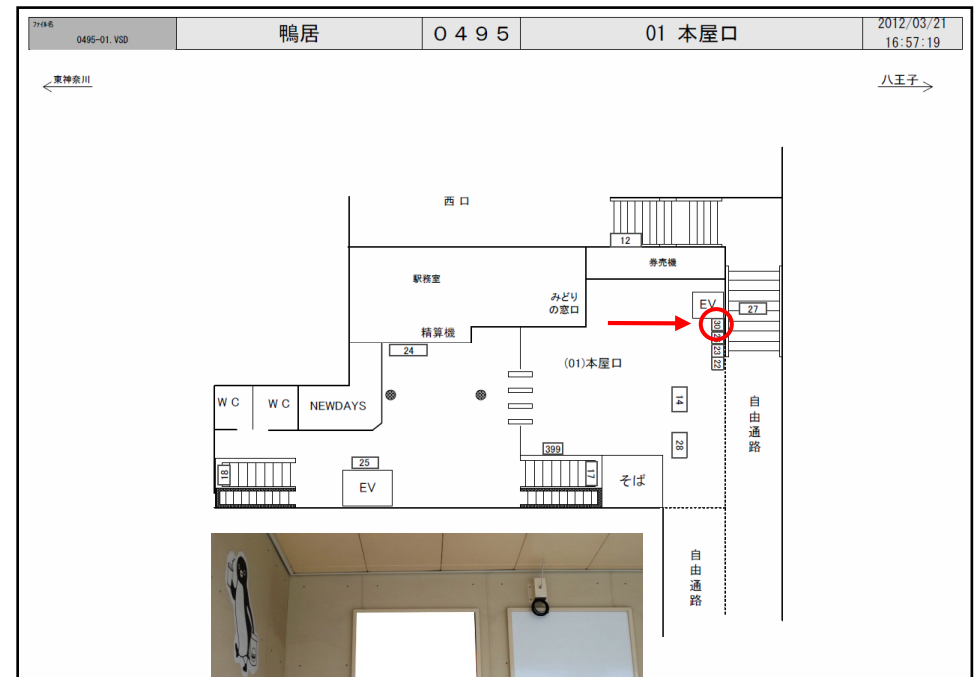 ファイル名
0495-01.VSD
鴨居
0495
01 本屋口
2012/03/21
16:57:19
東神奈川
八王子
西口
12
券売機
駅務室
みどり
の窓口
EV
27
30
精算機
24
23
(01)本屋口
22
WC
WC
NEWDAYS
14
自由通路
399
28
25
18
17
EV
そば
自由通路